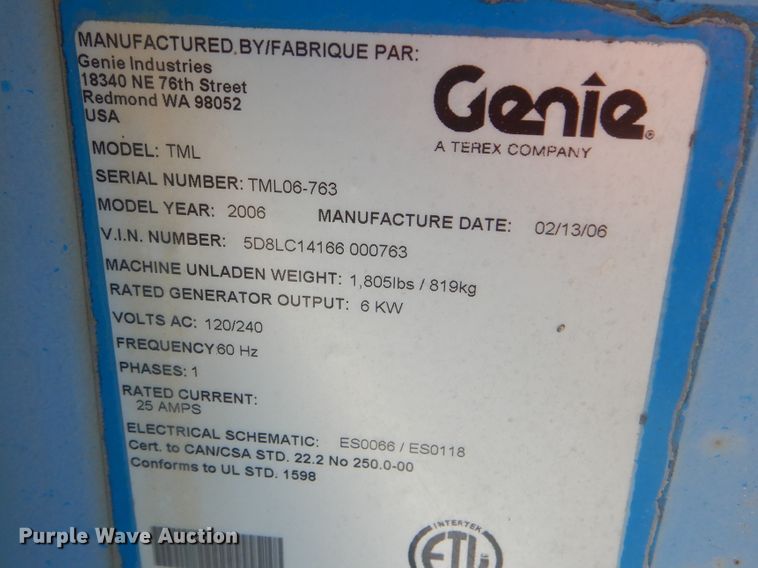 MANUFACTURED BY/FABRIQUE PAR:
Genie Industries
18340 NE 76th Street
Redmond WA 98052
USA
Genie®
A TEREX COMPANY
MODEL: TML
SERIAL NUMBER: TML06-763
MODEL YEAR: 2006 MANUFACTURE DATE: 02/13/06
V.I.N. NUMBER: 5D8LC14166 000763
MACHINE UNLADEN WEIGHT: 1,805lbs / 819kg
RATED GENERATOR OUTPUT: 6 KW
VOLTS AC: 120/240
FREQUENCY 60 Hz
PHASES: 1
RATED CURRENT:
25 AMPS
ELECTRICAL SCHEMATIC: ES0066 / ES0118
Cert. to CAN/CSA STD. 22.2 No 250.0-00
Conforms to UL STD. 1598
INTERTEK
ETL
Purple Wave Auction